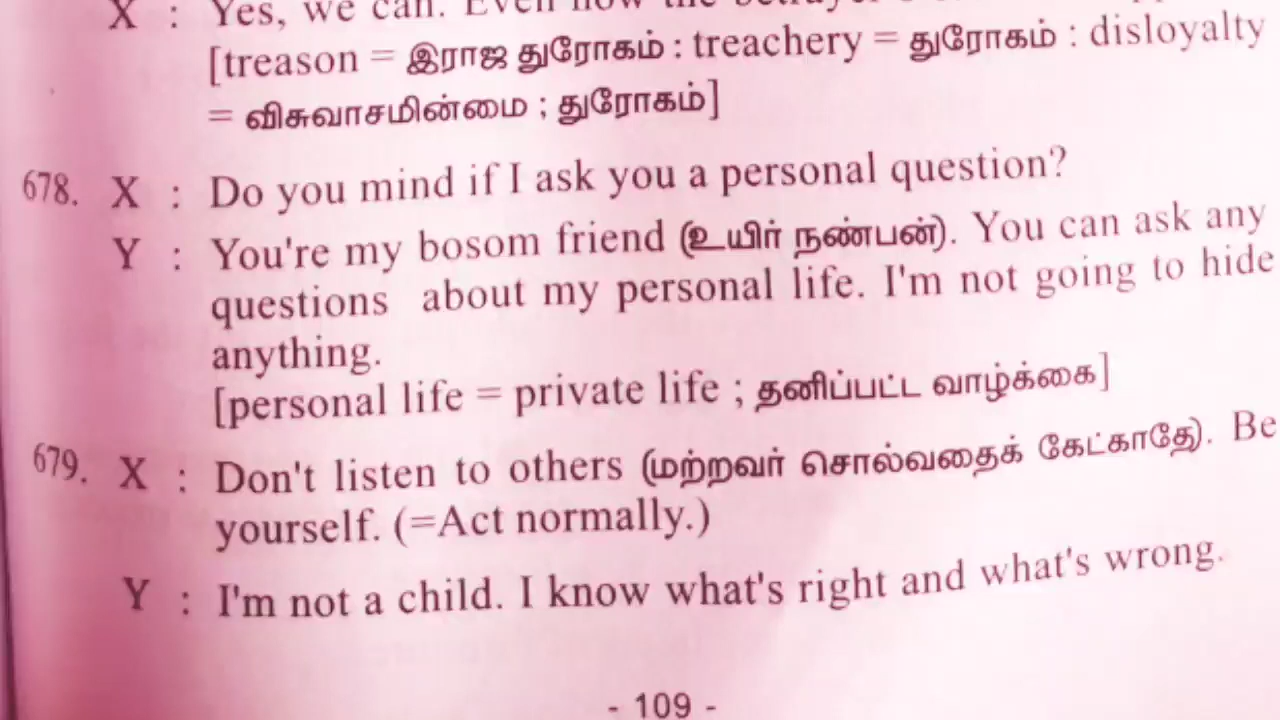 X : Yes, we can. Even now the
[treason = இராஜ துரோகம் : treachery = துரோகம் : disloyalty
= விசுவாசமின்மை ; துரோகம்]
678. X : Do you mind if I ask you a personal question?
Y : You're my bosom friend (உயிர் நண்பன்). You can ask any
questions about my personal life. I'm not going to hide
anything.
[personal life = private life ; தனிப்பட்ட வாழ்க்கை]
679. X : Don't listen to others (மற்றவர் சொல்வதைக் கேட்காதே). Be
yourself. (=Act normally.)
Y : I'm not a child. I know what's right and what's wrong.
- 109 -